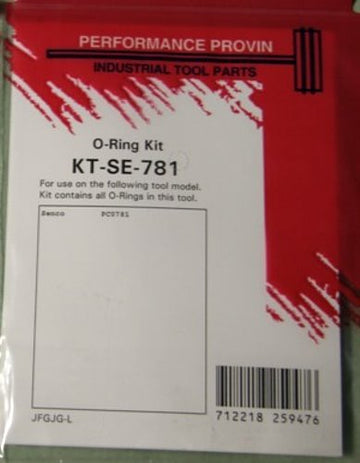 PERFORMANCE PROVIN
INDUSTRIAL TOOL PARTS
O-Ring Kit
KT-SE-781
For use on the following tool model.
Kit contains all O-Rings in this tool.
Senco PC0781
JFGJG-L
712218 259476